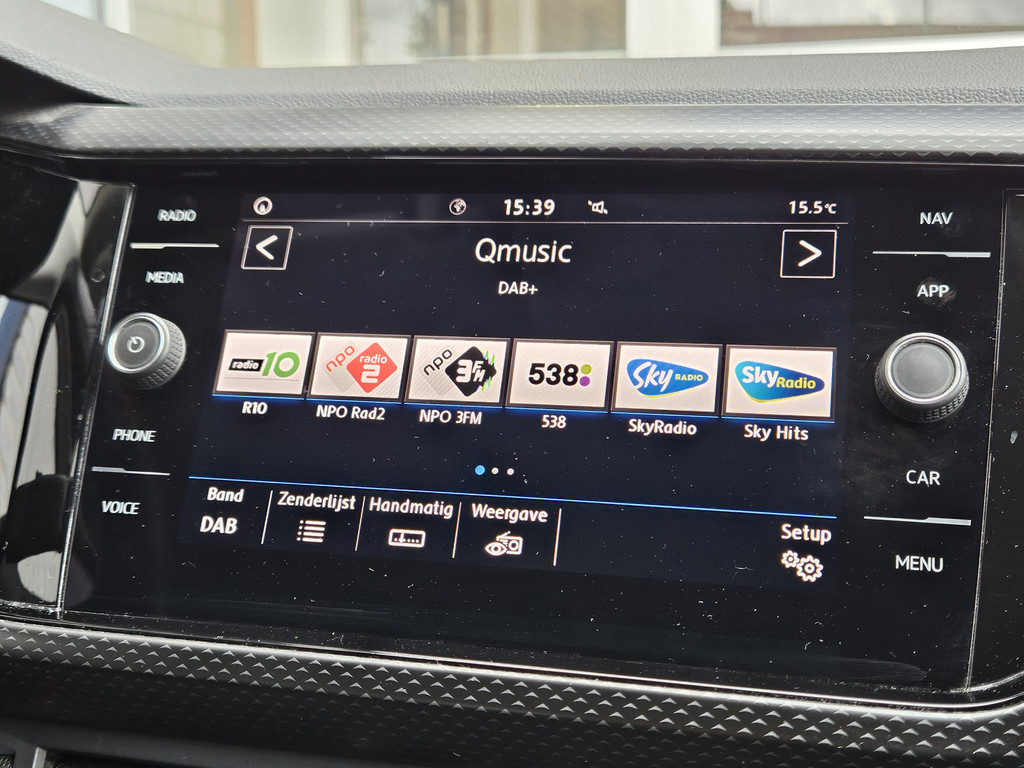 RADIO
MEDIA
PHONE
VOICE
15:39
15.5°C
Qmusic
DAB+
radio 10
npo radio 2
npo 3FM
538
Sky RADIO
Sky Radio
R10
NPO Rad2
NPO 3FM
538
SkyRadio
Sky Hits
Band
DAB
Zenderlijst
Handmatig
Weergave
Setup
NAV
APP
CAR
MENU